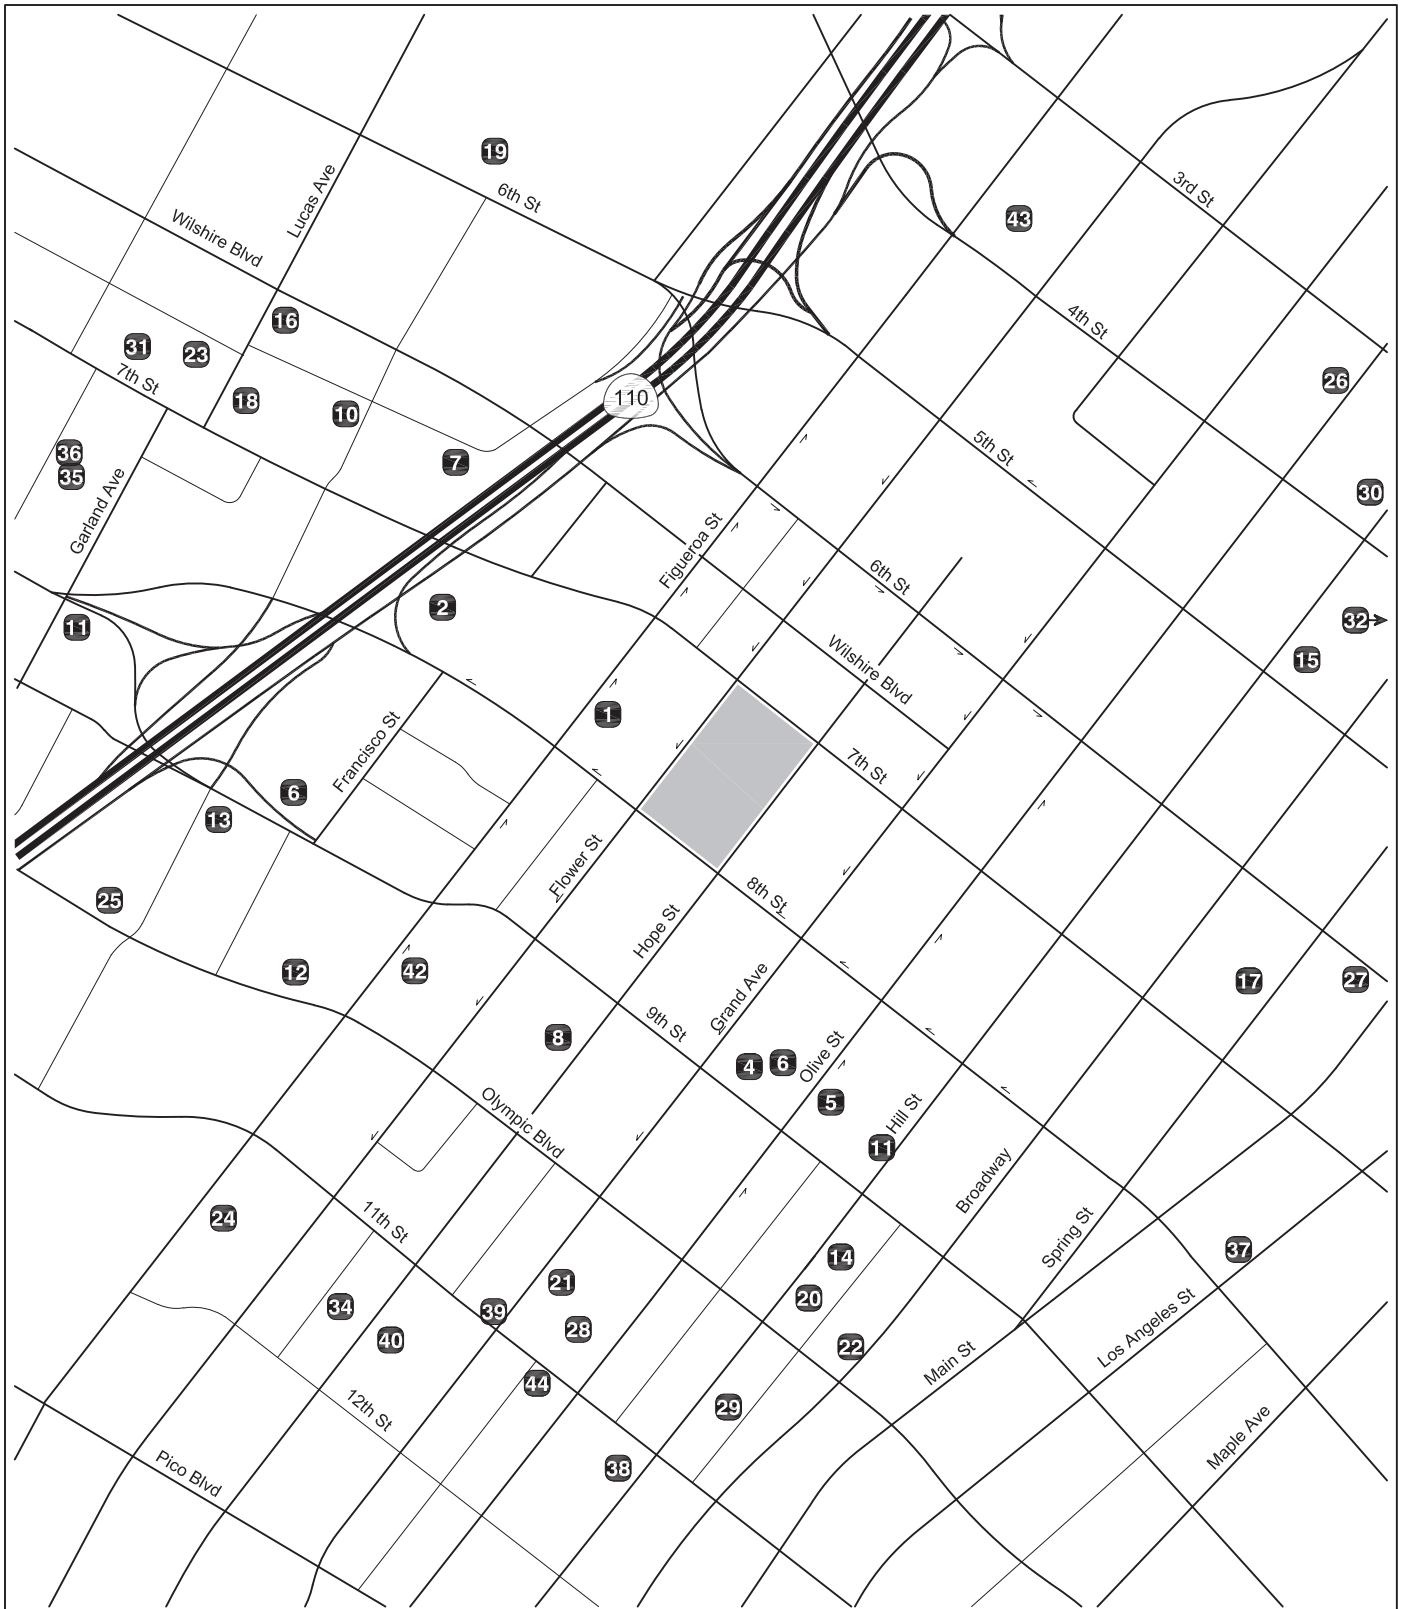 19
3rd St
Lucas Ave
6th St
43
Wilshire Blvd
16
4th St
31
23
7th St
26
110
18
10
36
7
5th St
35
30
Garland Ave
Figueroa St
6th St
2
32
11
15
Wilshire Blvd
1
Francisco St
7th St
6
13
Flower St
8th St
25
Hope St
12
42
17
27
Grand Ave
9th St
8
4
6
Olive St
5
Olympic Blvd
Hill St
11
Broadway
24
11th St
Spring St
14
37
21
34
20
39
Los Angeles St
28
40
22
Main St
44
12th St
29
Maple Ave
38
Pico Blvd